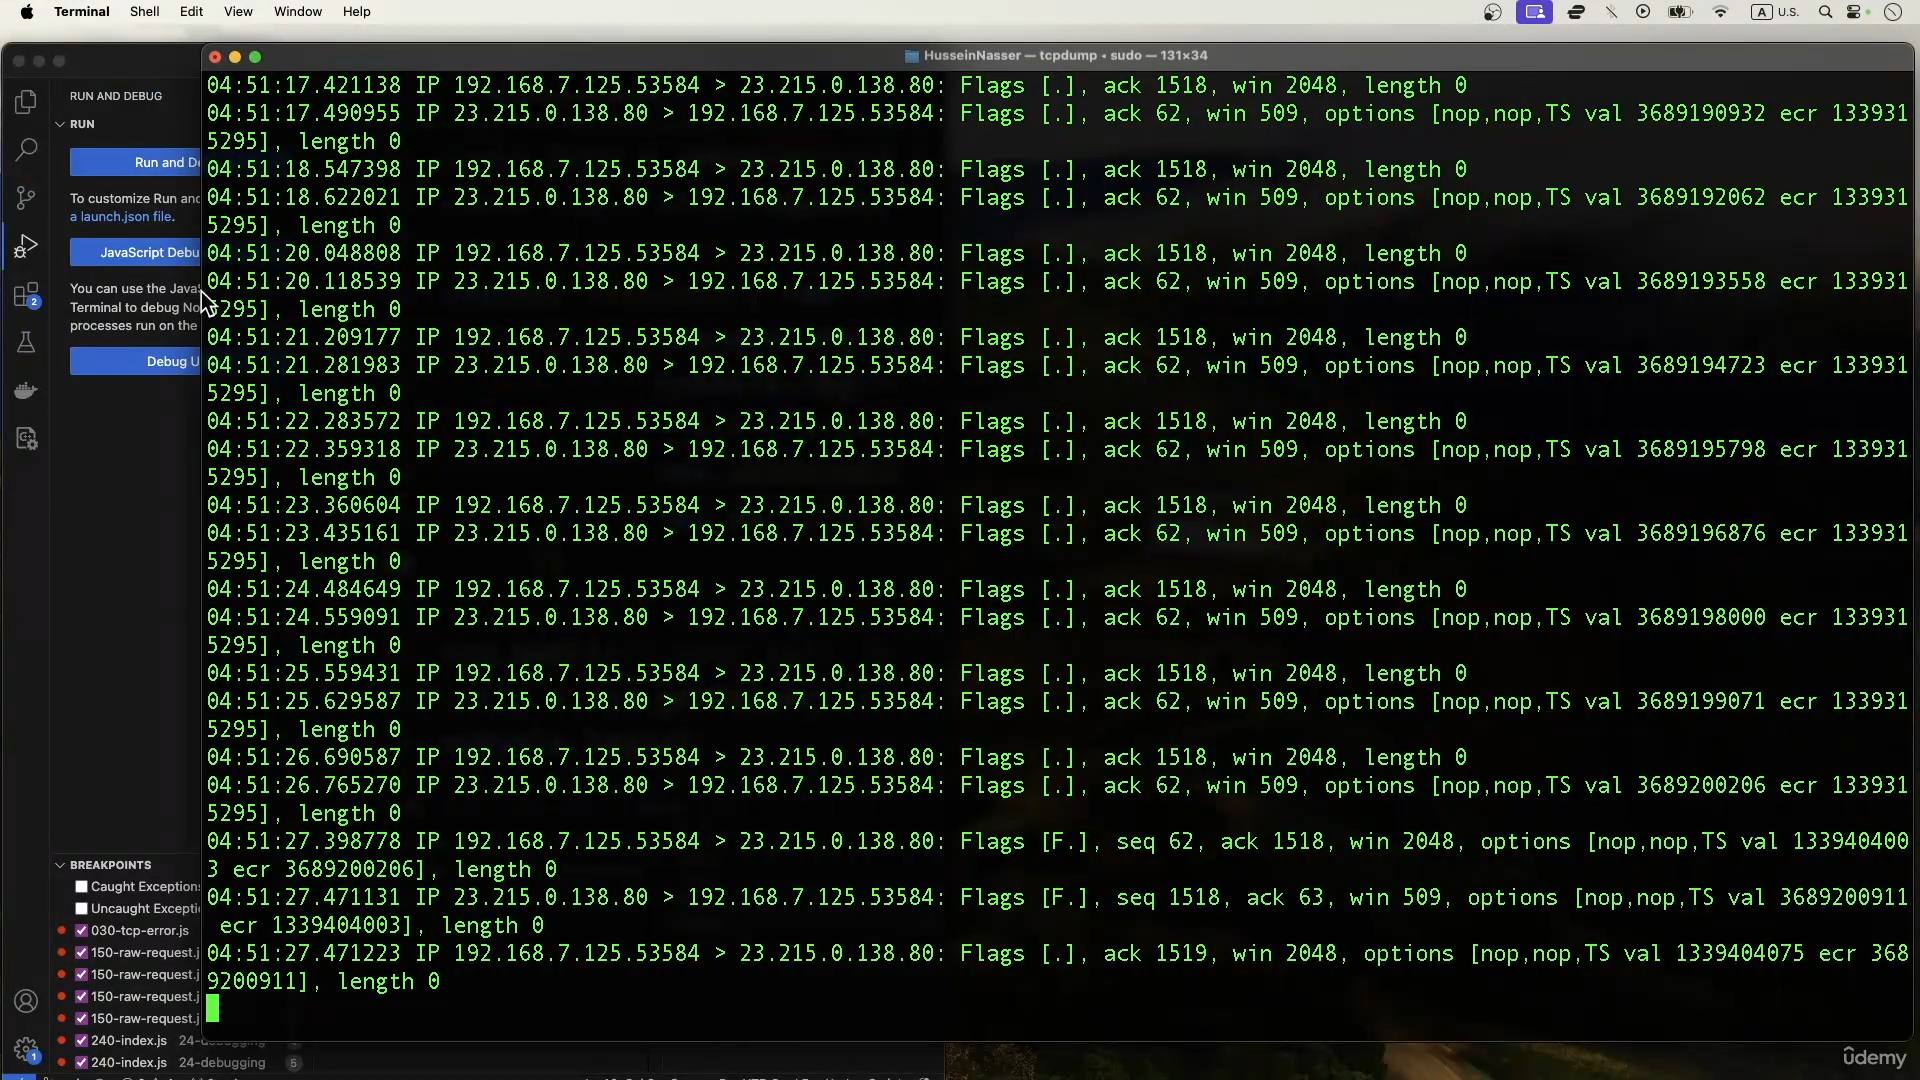 Terminal Shell Edit View Window Help A U.S.
HusseinNasser — tcpdump • sudo — 131×34
04:51:17.421138 IP 192.168.7.125.53584 > 23.215.0.138.80: Flags [.], ack 1518, win 2048, length 0
04:51:17.490955 IP 23.215.0.138.80 > 192.168.7.125.53584: Flags [.], ack 62, win 509, options [nop,nop,TS val 3689190932 ecr 133931
5295], length 0
04:51:18.547398 IP 192.168.7.125.53584 > 23.215.0.138.80: Flags [.], ack 1518, win 2048, length 0
04:51:18.622021 IP 23.215.0.138.80 > 192.168.7.125.53584: Flags [.], ack 62, win 509, options [nop,nop,TS val 3689192062 ecr 133931
5295], length 0
04:51:20.048808 IP 192.168.7.125.53584 > 23.215.0.138.80: Flags [.], ack 1518, win 2048, length 0
04:51:20.118539 IP 23.215.0.138.80 > 192.168.7.125.53584: Flags [.], ack 62, win 509, options [nop,nop,TS val 3689193558 ecr 133931
5295], length 0
04:51:21.209177 IP 192.168.7.125.53584 > 23.215.0.138.80: Flags [.], ack 1518, win 2048, length 0
04:51:21.281983 IP 23.215.0.138.80 > 192.168.7.125.53584: Flags [.], ack 62, win 509, options [nop,nop,TS val 3689194723 ecr 133931
5295], length 0
04:51:22.283572 IP 192.168.7.125.53584 > 23.215.0.138.80: Flags [.], ack 1518, win 2048, length 0
04:51:22.359318 IP 23.215.0.138.80 > 192.168.7.125.53584: Flags [.], ack 62, win 509, options [nop,nop,TS val 3689195798 ecr 133931
5295], length 0
04:51:23.360604 IP 192.168.7.125.53584 > 23.215.0.138.80: Flags [.], ack 1518, win 2048, length 0
04:51:23.435161 IP 23.215.0.138.80 > 192.168.7.125.53584: Flags [.], ack 62, win 509, options [nop,nop,TS val 3689196876 ecr 133931
5295], length 0
04:51:24.484649 IP 192.168.7.125.53584 > 23.215.0.138.80: Flags [.], ack 1518, win 2048, length 0
04:51:24.559091 IP 23.215.0.138.80 > 192.168.7.125.53584: Flags [.], ack 62, win 509, options [nop,nop,TS val 3689198000 ecr 133931
5295], length 0
04:51:25.559431 IP 192.168.7.125.53584 > 23.215.0.138.80: Flags [.], ack 1518, win 2048, length 0
04:51:25.629587 IP 23.215.0.138.80 > 192.168.7.125.53584: Flags [.], ack 62, win 509, options [nop,nop,TS val 3689199071 ecr 133931
5295], length 0
04:51:26.690587 IP 192.168.7.125.53584 > 23.215.0.138.80: Flags [.], ack 1518, win 2048, length 0
04:51:26.765270 IP 23.215.0.138.80 > 192.168.7.125.53584: Flags [.], ack 62, win 509, options [nop,nop,TS val 3689200206 ecr 133931
5295], length 0
04:51:27.398778 IP 192.168.7.125.53584 > 23.215.0.138.80: Flags [F.], seq 62, ack 1518, win 2048, options [nop,nop,TS val 133940400
3 ecr 3689200206], length 0
04:51:27.471131 IP 23.215.0.138.80 > 192.168.7.125.53584: Flags [F.], seq 1518, ack 63, win 509, options [nop,nop,TS val 3689200911
ecr 1339404003], length 0
04:51:27.471223 IP 192.168.7.125.53584 > 23.215.0.138.80: Flags [.], ack 1519, win 2048, options [nop,nop,TS val 1339404075 ecr 368
9200911], length 0
RUN AND DEBUG
RUN
Run and De
To customize Run and
a launch.json file.
JavaScript Debu
You can use the Java
Terminal to debug No
processes run on the
Debug U
2
BREAKPOINTS
Caught Exceptions
Uncaught Excepti
030-tcp-error.js
150-raw-request.j
150-raw-request.j
150-raw-request.j
150-raw-request.j
240-index.js 24-debugging
240-index.js 24-debugging 5
1
ûdemy